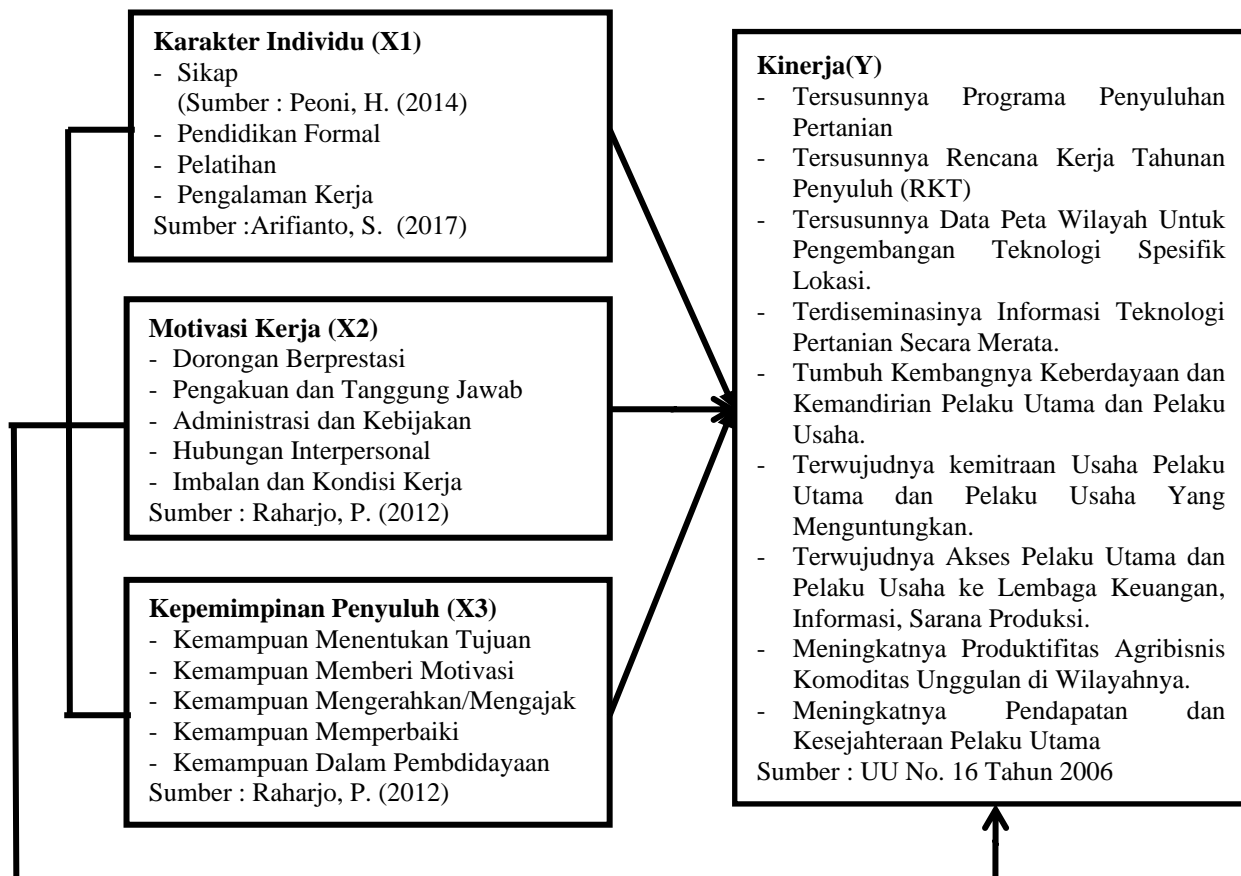 Karakter Individu (X1)
- Sikap
(Sumber : Peoni, H. (2014)
- Pendidikan Formal
- Pelatihan
- Pengalaman Kerja
Sumber :Arifianto, S. (2017)
Motivasi Kerja (X2)
- Dorongan Berprestasi
- Pengakuan dan Tanggung Jawab
- Administrasi dan Kebijakan
- Hubungan Interpersonal
- Imbalan dan Kondisi Kerja
Sumber : Raharjo, P. (2012)
Kepemimpinan Penyuluh (X3)
- Kemampuan Menentukan Tujuan
- Kemampuan Memberi Motivasi
- Kemampuan Mengerahkan/Mengajak
- Kemampuan Memperbaiki
- Kemampuan Dalam Pembdidayaan
Sumber : Raharjo, P. (2012)
Kinerja(Y)
- Tersusunnya Programa Penyuluhan
Pertanian
- Tersusunnya Rencana Kerja Tahunan
Penyuluh (RKT)
- Tersusunnya Data Peta Wilayah Untuk
Pengembangan Teknologi Spesifik
Lokasi.
- Terdiseminasinya Informasi Teknologi
Pertanian Secara Merata.
- Tumbuh Kembangnya Keberdayaan dan
Kemandirian Pelaku Utama dan Pelaku
Usaha.
- Terwujudnya kemitraan Usaha Pelaku
Utama dan Pelaku Usaha Yang
Menguntungkan.
- Terwujudnya Akses Pelaku Utama dan
Pelaku Usaha ke Lembaga Keuangan,
Informasi, Sarana Produksi.
- Meningkatnya Produktifitas Agribisnis
Komoditas Unggulan di Wilayahnya.
- Meningkatnya Pendapatan dan
Kesejahteraan Pelaku Utama
Sumber : UU No. 16 Tahun 2006